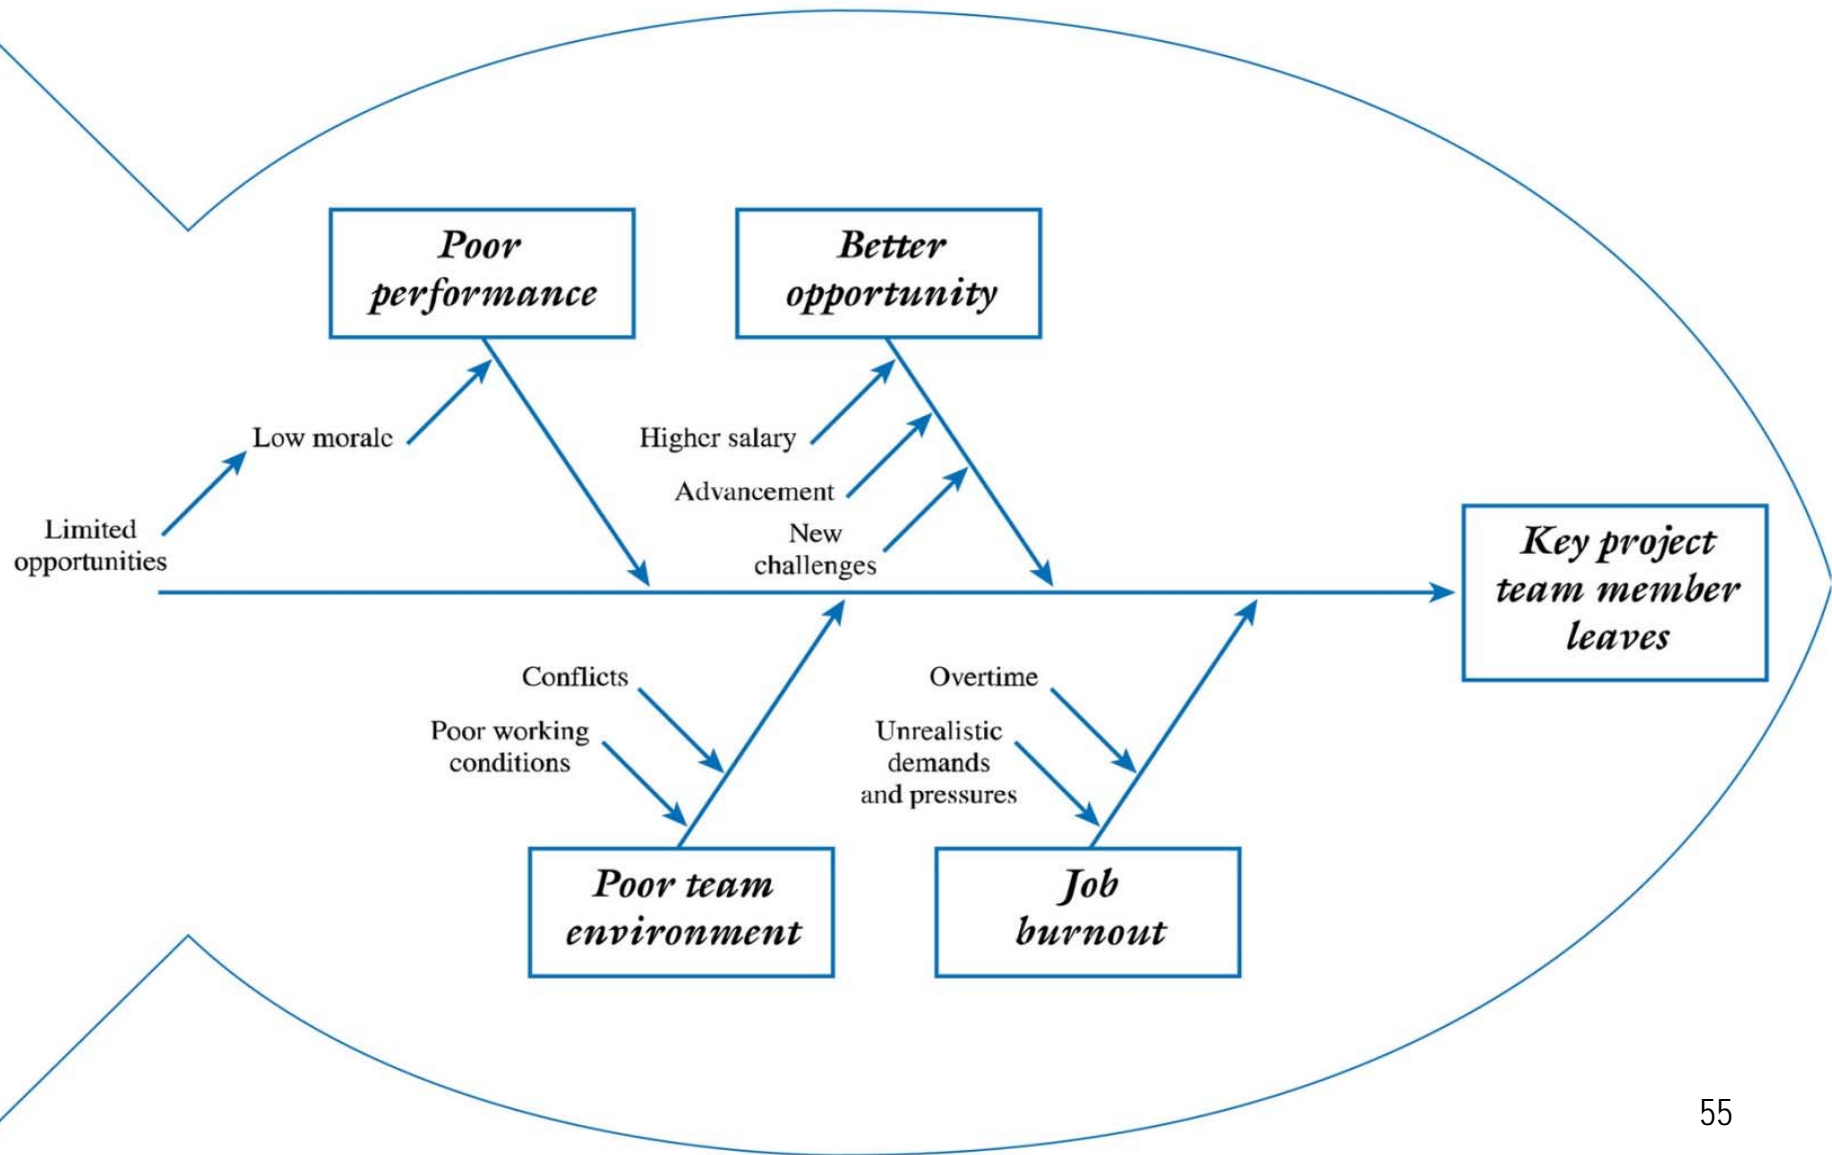 Poor
performance
Better
opportunity
Low morale
Higher salary
Advancement
New
challenges
Limited
opportunities
Key project
team member
leaves
Conflicts
Poor working
conditions
Overtime
Unrealistic
demands
and pressures
Poor team
environment
Job
burnout
55